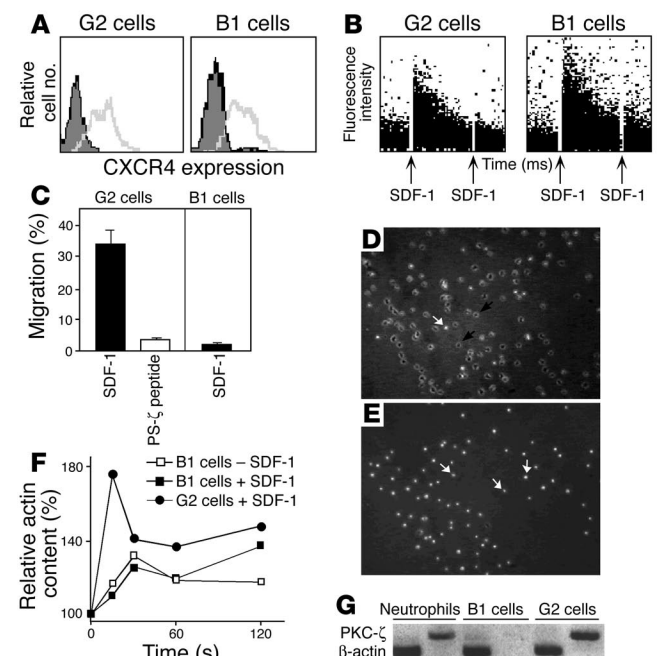 A
G2 cells
B1 cells
Relative
cell no.
CXCR4 expression
B
G2 cells
B1 cells
Fluorescence
intensity
Time (ms)
SDF-1
SDF-1
SDF-1
SDF-1
C
G2 cells
B1 cells
Migration (%)
40
30
20
10
0
SDF-1
PS-ζ peptide
SDF-1
D
E
F
B1 cells – SDF-1
B1 cells + SDF-1
G2 cells + SDF-1
Relative actin
content (%)
180
140
100
0
60
120
Time (s)
G
Neutrophils
B1 cells
G2 cells
PKC-ζ
β-actin